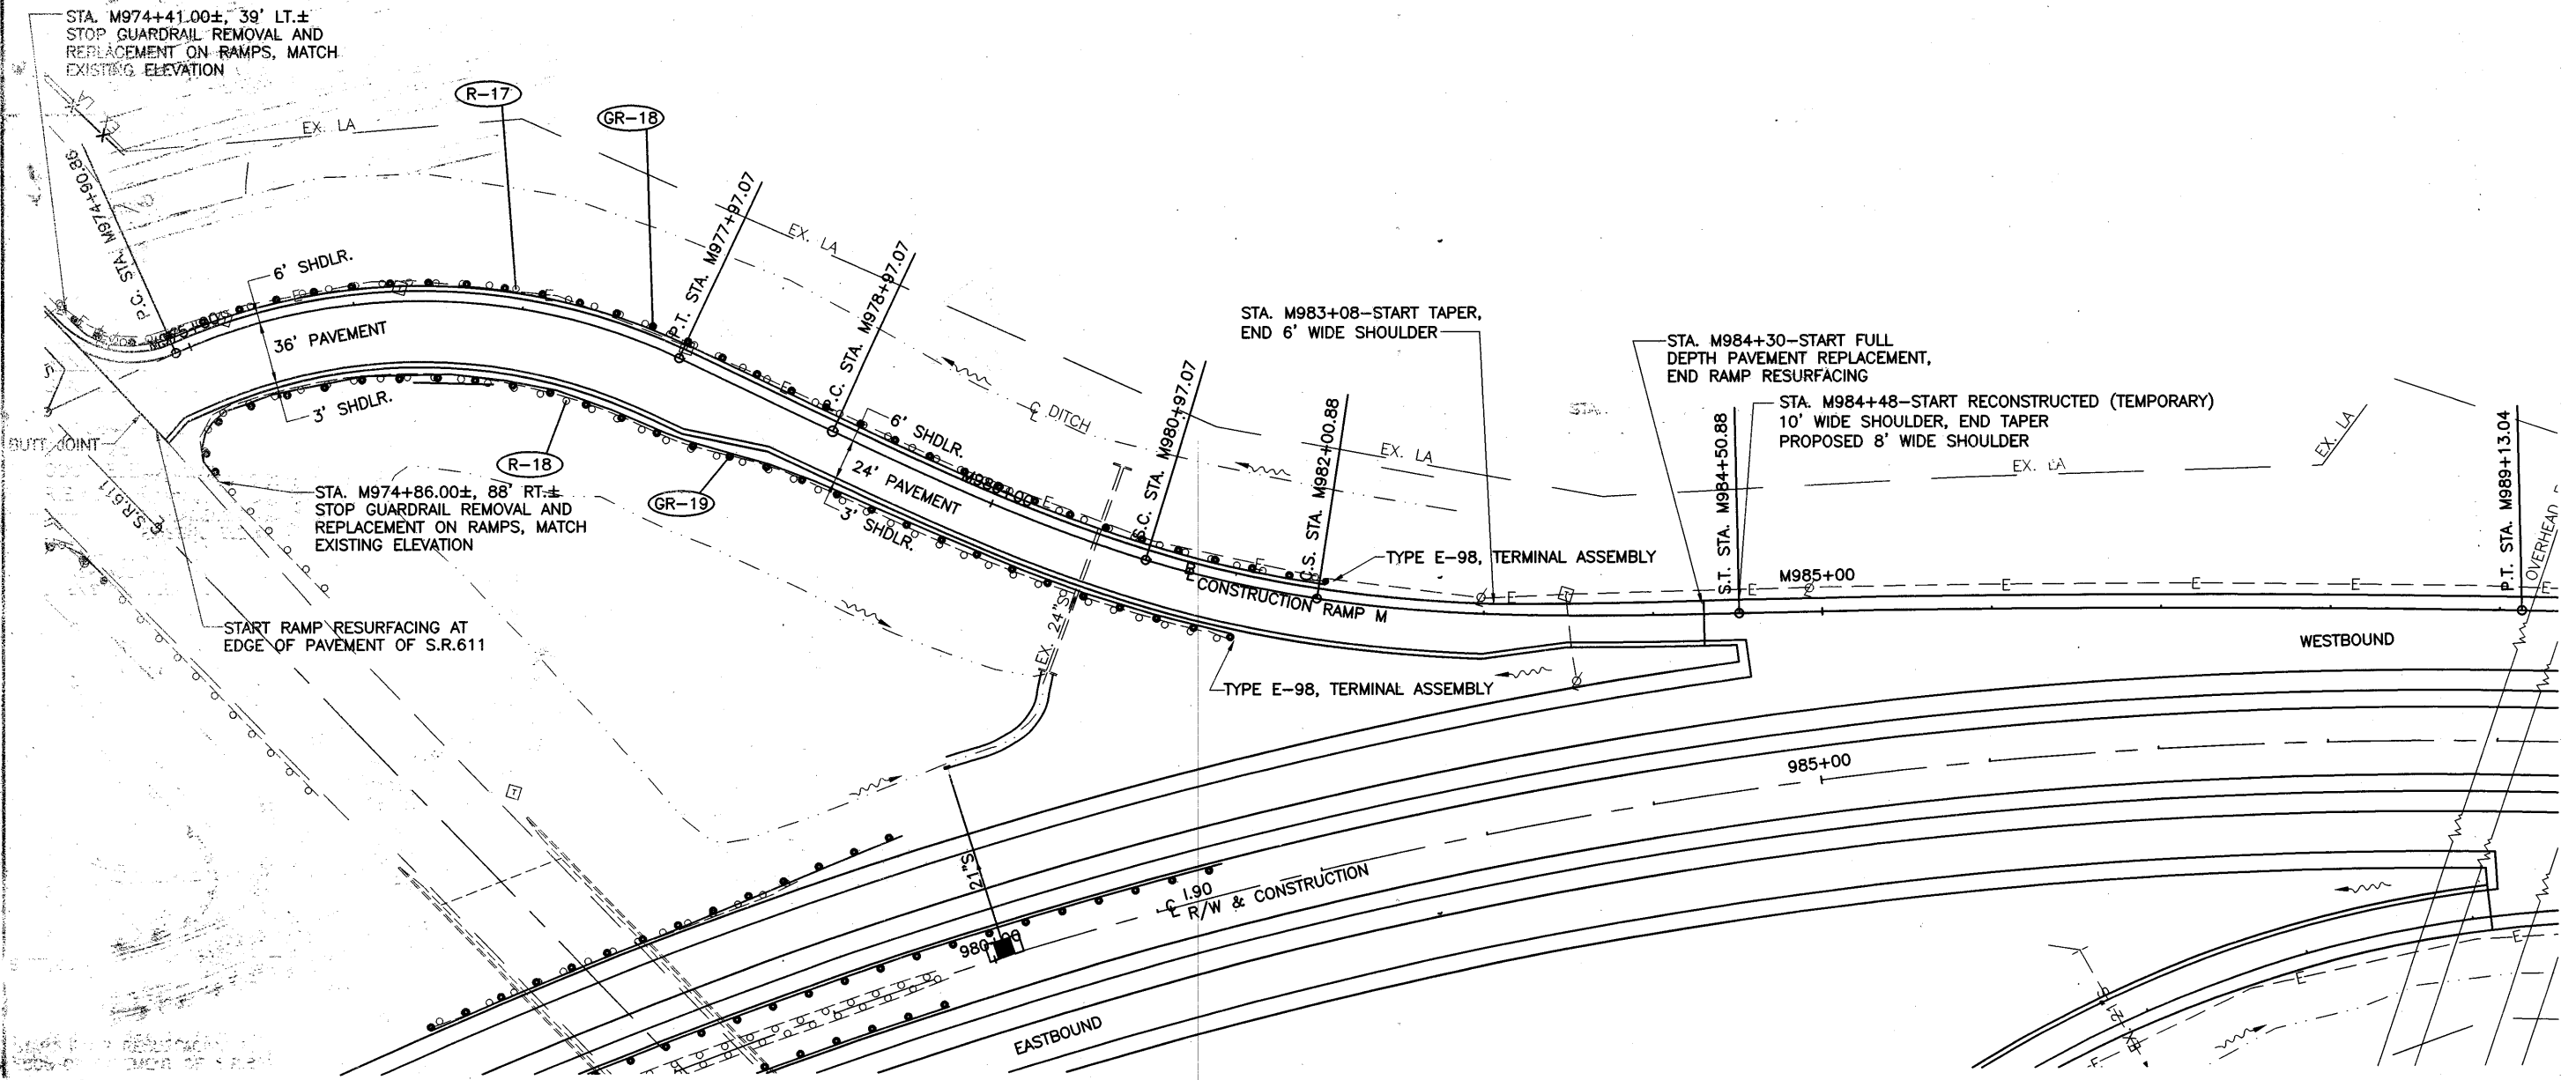 STA. M974+41.00±, 39' LT.±
STOP GUARDRAIL REMOVAL AND
REPLACEMENT ON RAMPS, MATCH
EXISTING ELEVATION
R-17
GR-18
EX. LA
P.C. STA. M974+90.36
6' SHDLR.
36' PAVEMENT
3' SHDLR.
P.T. STA. M977+97.07
EX. LA
STA. M978+97.07
BUTT JOINT
℄ S.R.611
R-18
GR-19
STA. M974+86.00±, 88' RT.±
STOP GUARDRAIL REMOVAL AND
REPLACEMENT ON RAMPS, MATCH
EXISTING ELEVATION
START RAMP RESURFACING AT
EDGE OF PAVEMENT OF S.R.611
℄ DITCH
6' SHDLR.
24' PAVEMENT
3' SHDLR.
M980+00
S.C. STA. M980+97.07
C.S. STA. M982+00.88
STA. M983+08-START TAPER,
END 6' WIDE SHOULDER
EX. LA
STA. M984+30-START FULL
DEPTH PAVEMENT REPLACEMENT,
END RAMP RESURFACING
STA. M984+48-START RECONSTRUCTED (TEMPORARY)
10' WIDE SHOULDER, END TAPER
PROPOSED 8' WIDE SHOULDER
STA.
S.T. STA. M984+50.88
EX. LA
EX. LA
P.T. STA. M989+13.04
OVERHEAD
TYPE E-98, TERMINAL ASSEMBLY
CONSTRUCTION RAMP M
M985+00
EX. 24"S
TYPE E-98, TERMINAL ASSEMBLY
WESTBOUND
985+00
21"S
980+00
℄ I.90
R/W & CONSTRUCTION
EASTBOUND
EX. 12"S